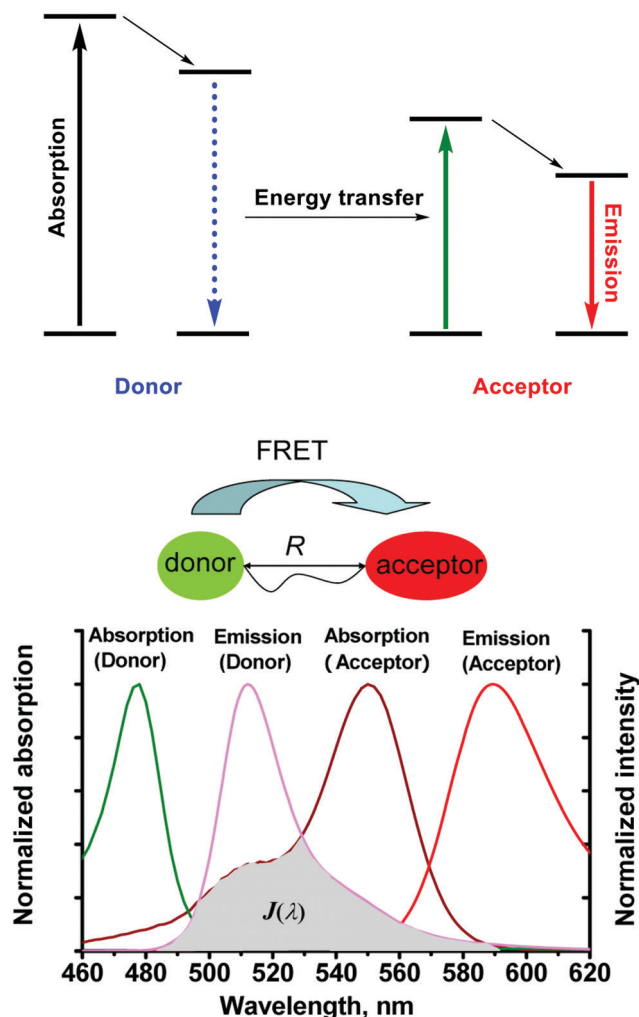 Absorption
Energy transfer
Emission
Donor
Acceptor
FRET
donor
R
acceptor
Absorption
(Donor)
Emission
(Donor)
Absorption
(Acceptor)
Emission
(Acceptor)
Normalized absorption
Normalized intensity
J(λ)
460 480 500 520 540 560 580 600 620
Wavelength, nm